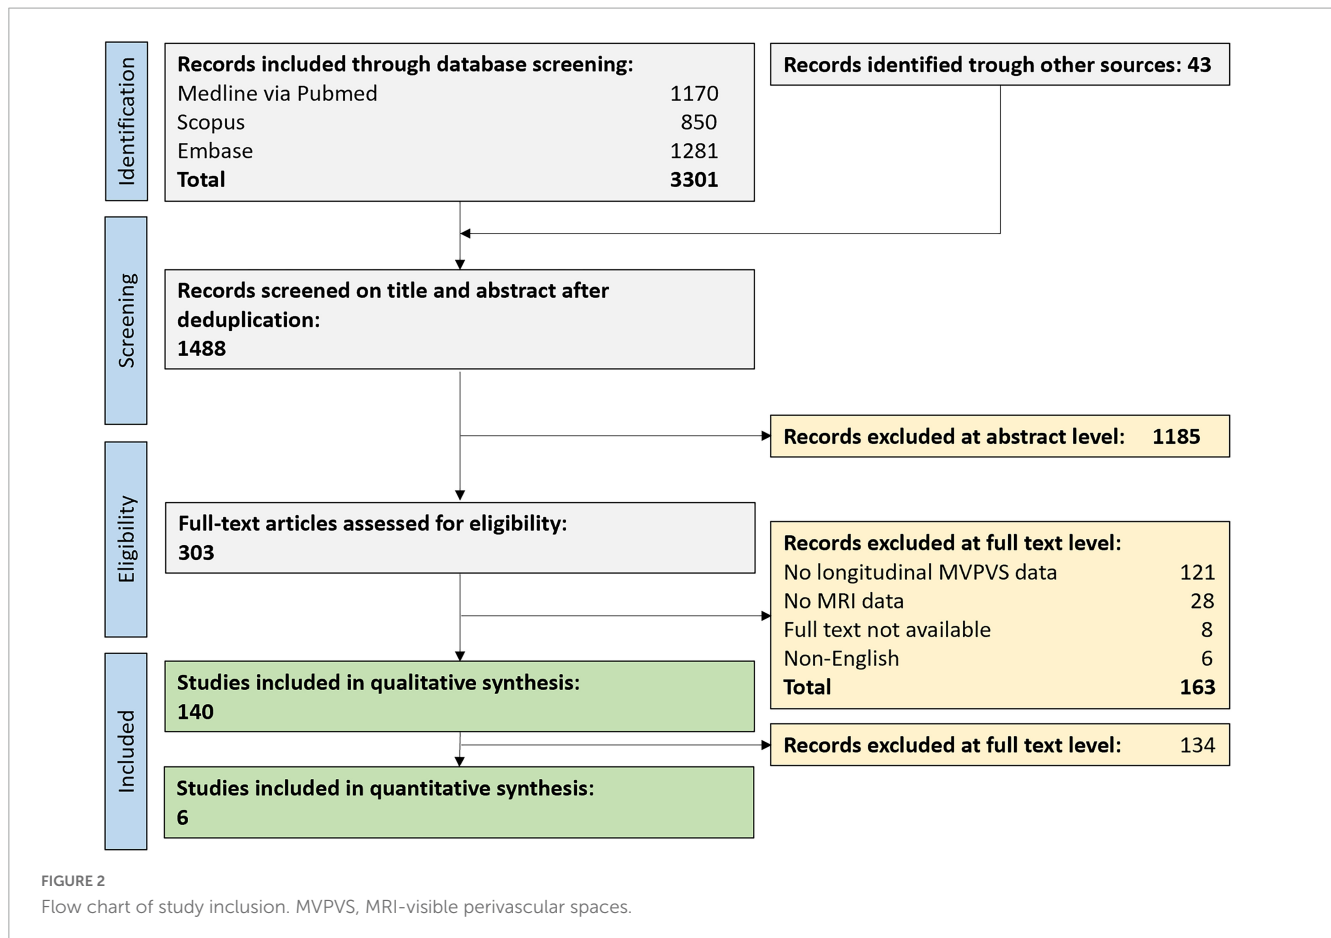 Identification
Records included through database screening:
Medline via Pubmed 1170
Scopus 850
Embase 1281
Total 3301
Records identified trough other sources: 43
Screening
Records screened on title and abstract after
deduplication:
1488
Records excluded at abstract level: 1185
Eligibility
Full-text articles assessed for eligibility:
303
Records excluded at full text level:
No longitudinal MVPVS data 121
No MRI data 28
Full text not available 8
Non-English 6
Total 163
Included
Studies included in qualitative synthesis:
140
Records excluded at full text level: 134
Studies included in quantitative synthesis:
6
FIGURE 2
Flow chart of study inclusion. MVPVS, MRI-visible perivascular spaces.